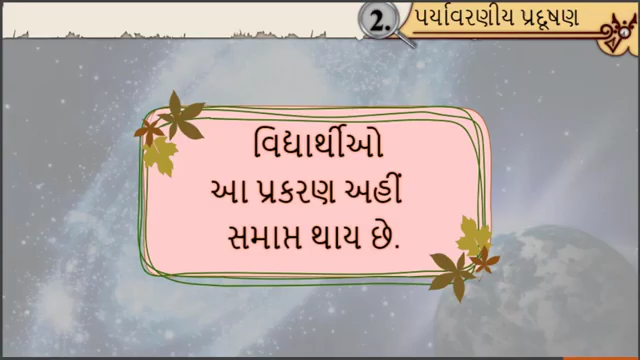 2. પર્યાવરણીય પ્રદૂષણ
વિદ્યાર્થીઓ
આ પ્રકરણ અહીં
સમાપ્ત થાય છે.